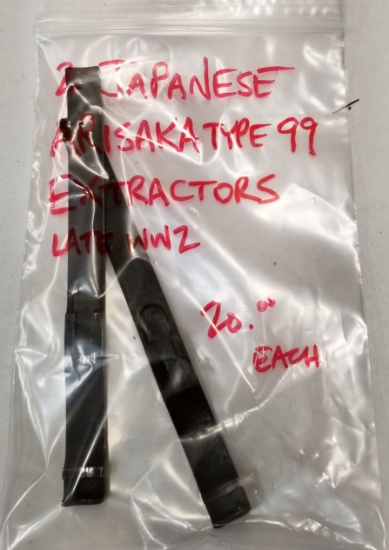 2 JAPANESE
ARISAKA TYPE 99
EXTRACTORS
LATE WW2
20.00
EACH